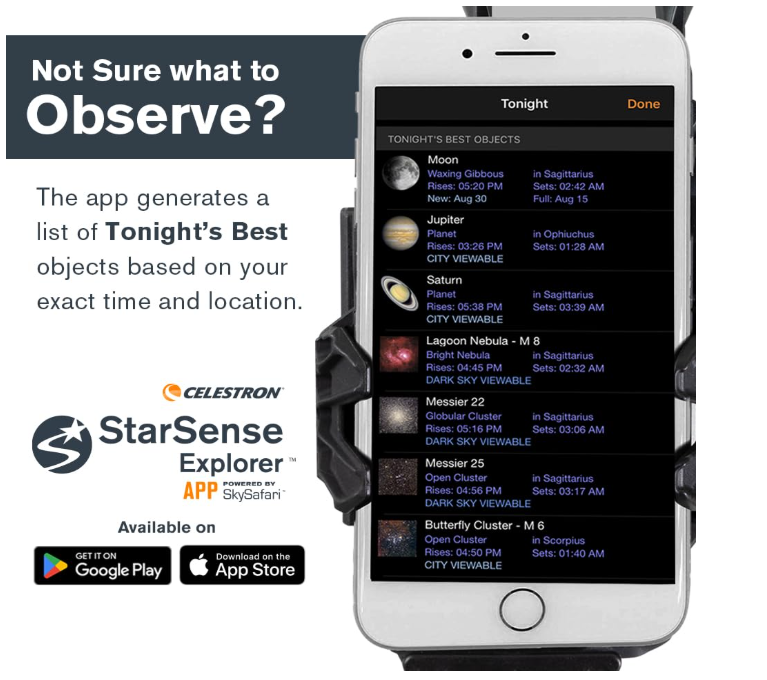 Not Sure what to
Observe?
The app generates a
list of Tonight's Best
objects based on your
exact time and location.
CELESTRON
StarSense
Explorer ™
APP POWERED BY SkySafari™
Available on
GET IT ON
Google Play
Download on the
App Store
Tonight Done
TONIGHT'S BEST OBJECTS
Moon
Waxing Gibbous in Sagittarius
Rises: 05:20 PM Sets: 02:42 AM
New: Aug 30 Full: Aug 15
Jupiter
Planet in Ophiuchus
Rises: 03:26 PM Sets: 01:28 AM
CITY VIEWABLE
Saturn
Planet in Sagittarius
Rises: 05:38 PM Sets: 03:39 AM
CITY VIEWABLE
Lagoon Nebula - M 8
Bright Nebula in Sagittarius
Rises: 04:45 PM Sets: 02:32 AM
DARK SKY VIEWABLE
Messier 22
Globular Cluster in Sagittarius
Rises: 05:16 PM Sets: 03:06 AM
DARK SKY VIEWABLE
Messier 25
Open Cluster in Sagittarius
Rises: 04:56 PM Sets: 03:17 AM
DARK SKY VIEWABLE
Butterfly Cluster - M 6
Open Cluster in Scorpius
Rises: 04:50 PM Sets: 01:40 AM
CITY VIEWABLE